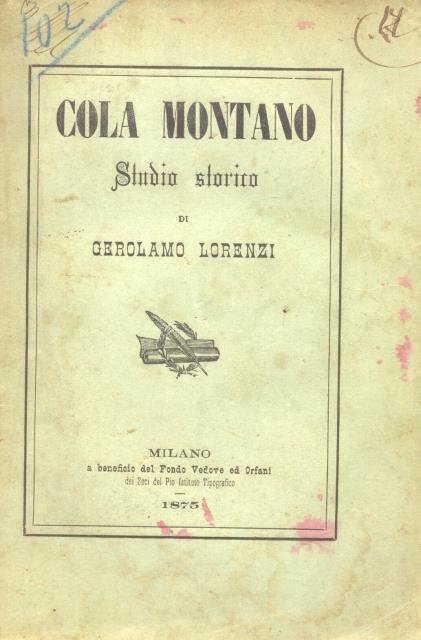 102
COLA MONTANO
Studio storico
DI
GEROLAMO LORENZI
MILANO
a beneficio del Fondo Vedove ed Orfani
dei Soci del Pio Istituto Tipografico
1875